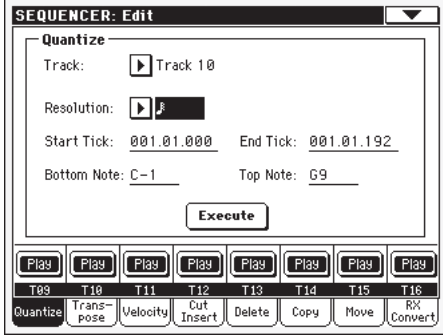 SEQUENCER: Edit
Quantize
Track: Track 10
Resolution:
Start Tick: 001.01.000 End Tick: 001.01.192
Bottom Note: C-1 Top Note: G9
Execute
Play Play Play Play Play Play Play Play
T09 T10 T11 T12 T13 T14 T15 T16
Quantize Trans-pose Velocity Cut Insert Delete Copy Move RX Convert